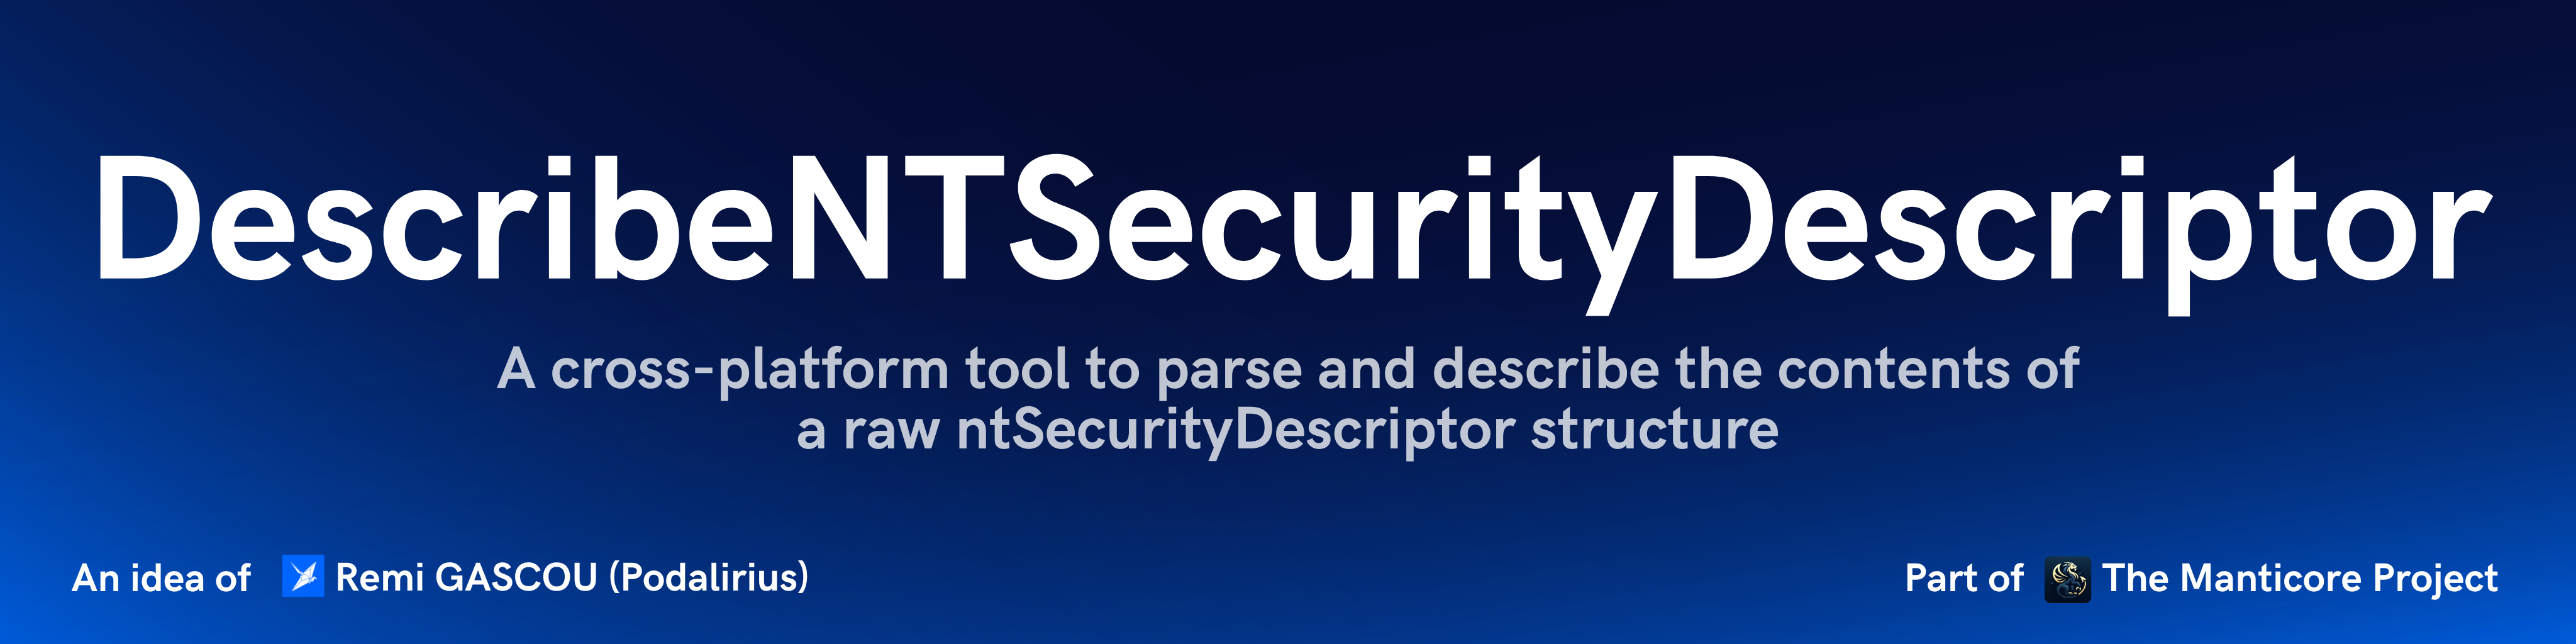 DescribeNTSecurityDescriptor
A cross-platform tool to parse and describe the contents of
a raw ntSecurityDescriptor structure
An idea of Remi GASCOU (Podalirius)
Part of The Manticore Project